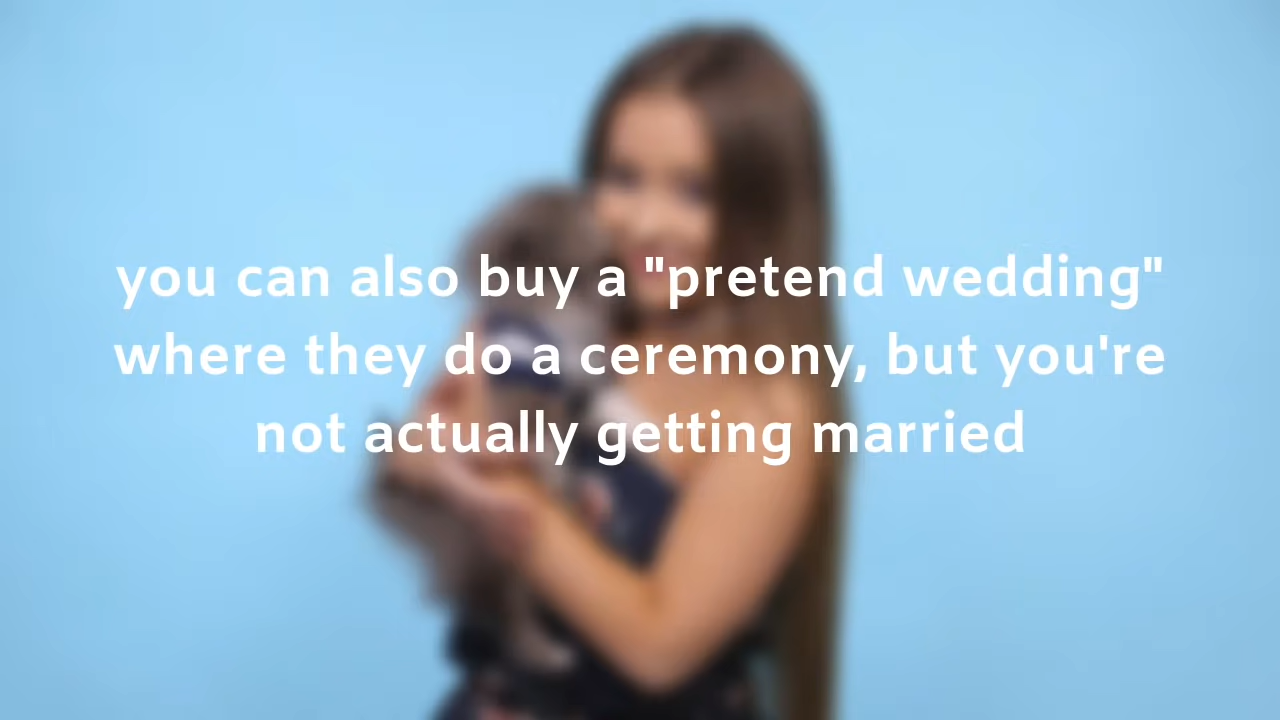 you can also buy a "pretend wedding"
where they do a ceremony, but you're
not actually getting married